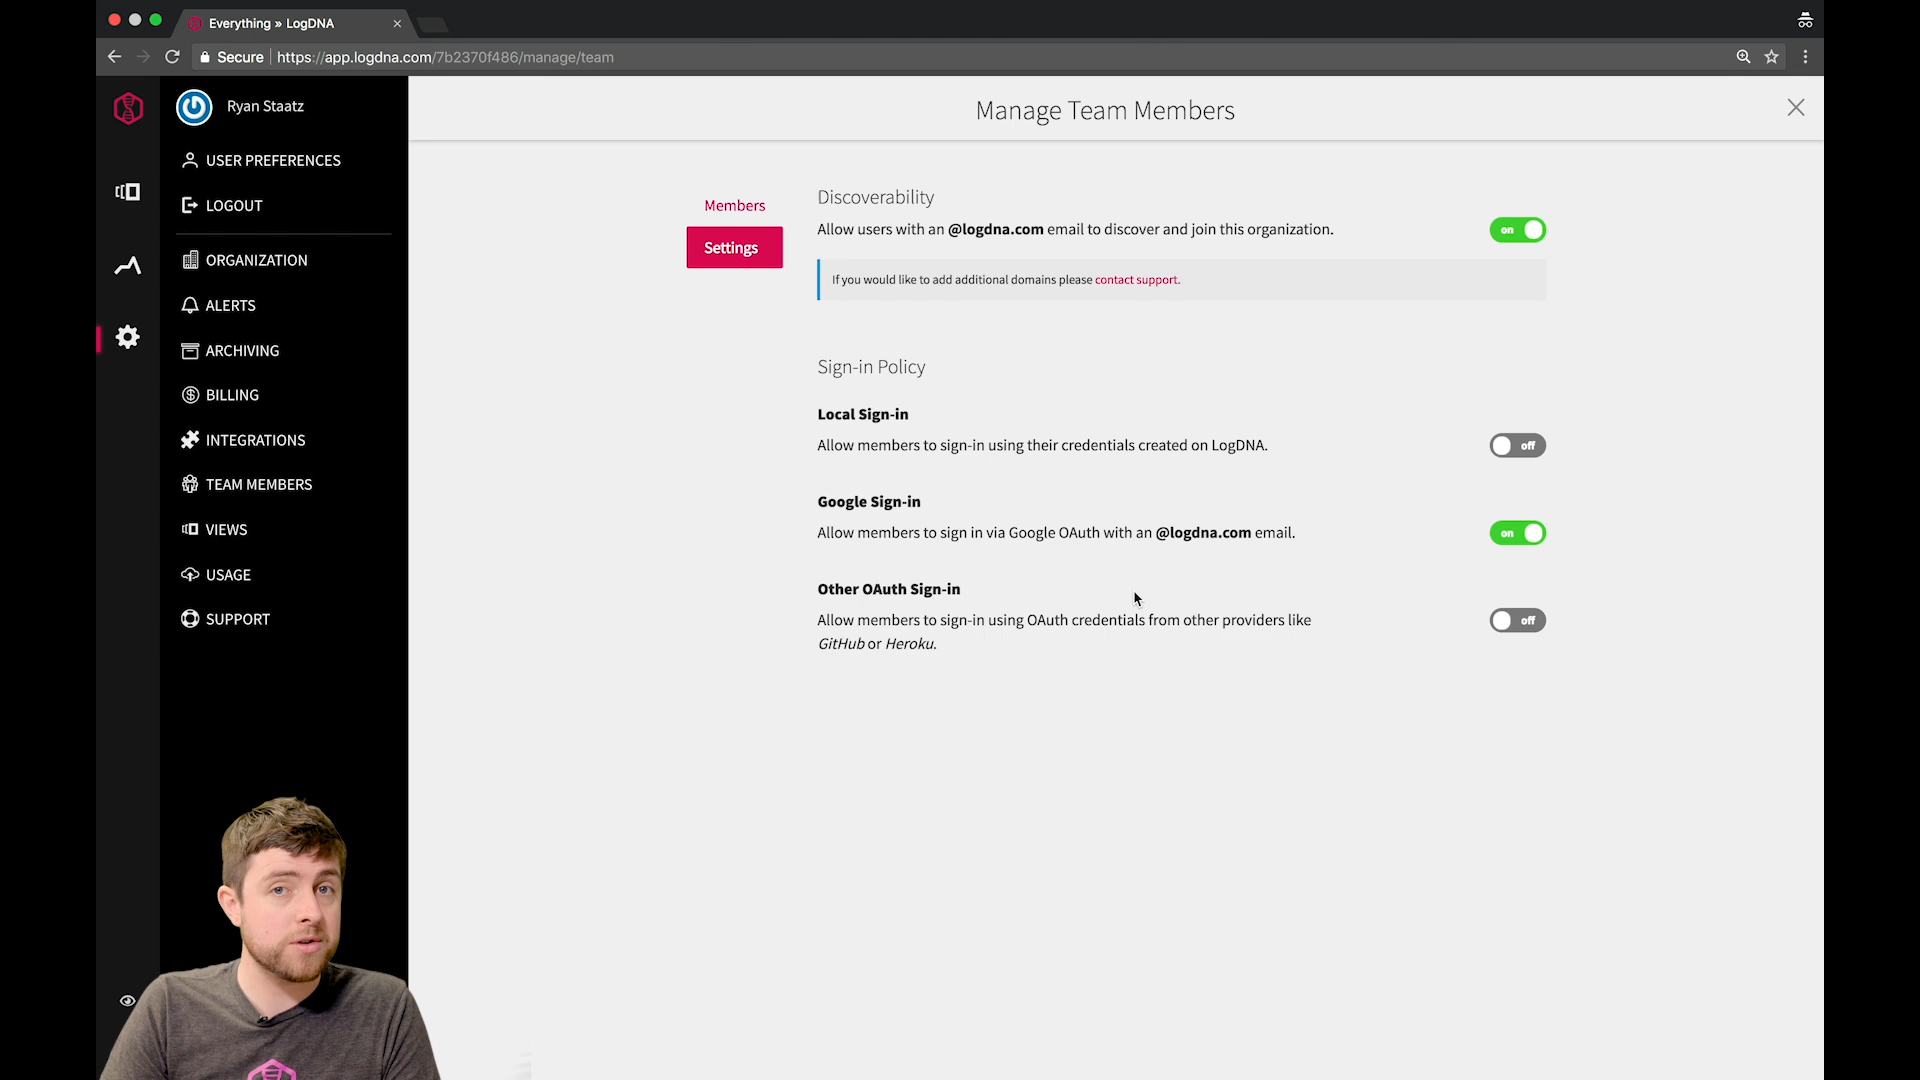 Everything » LogDNA
Secure
https://app.logdna.com/7b2370f486/manage/team
Ryan Staatz
USER PREFERENCES
LOGOUT
ORGANIZATION
ALERTS
ARCHIVING
BILLING
INTEGRATIONS
TEAM MEMBERS
VIEWS
USAGE
SUPPORT
Manage Team Members
Members
Settings
Discoverability
Allow users with an @logdna.com email to discover and join this organization.
on
If you would like to add additional domains please contact support.
Sign-in Policy
Local Sign-in
Allow members to sign-in using their credentials created on LogDNA.
off
Google Sign-in
Allow members to sign in via Google OAuth with an @logdna.com email.
on
Other OAuth Sign-in
Allow members to sign-in using OAuth credentials from other providers like
GitHub or Heroku.
off